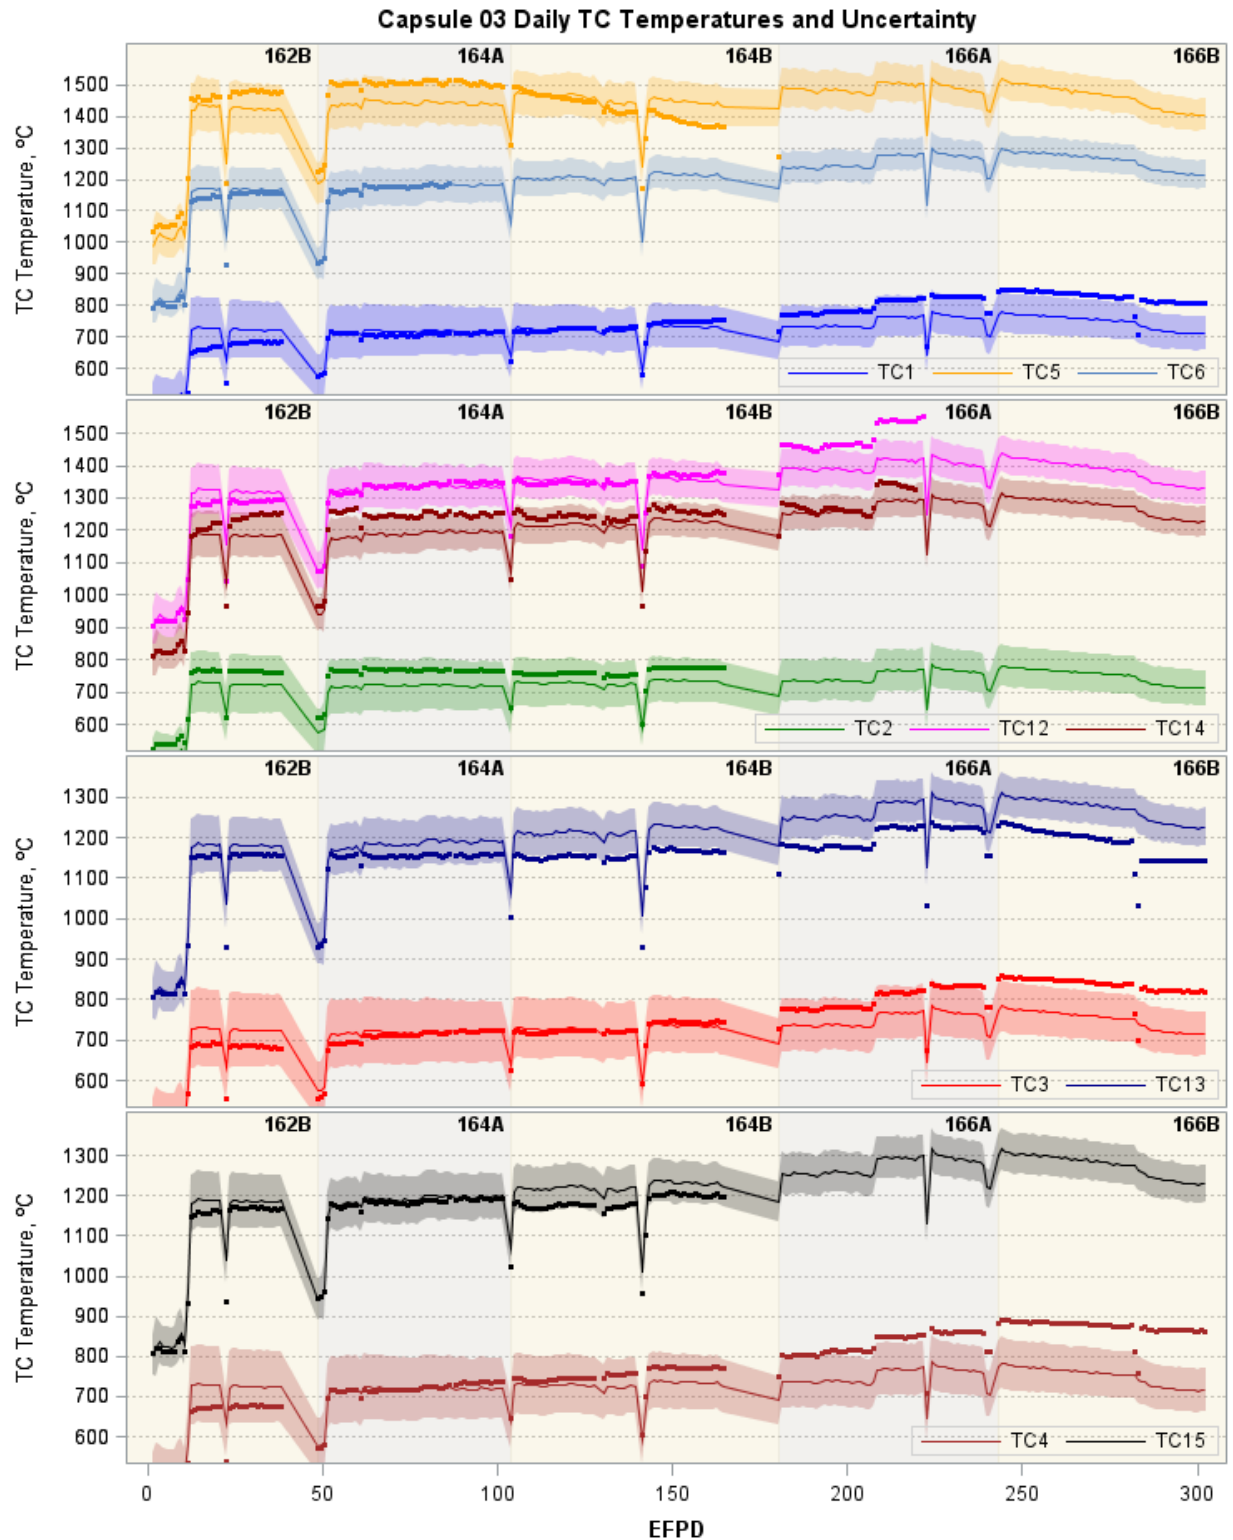 Capsule 03 Daily TC Temperatures and Uncertainty
162B 164A 164B 166A 166B
1500
1400
1300
1200
1100
1000
900
800
700
600
TC Temperature, ºC
TC1 TC5 TC6
162B 164A 164B 166A 166B
1500
1400
1300
1200
1100
1000
900
800
700
600
TC Temperature, ºC
TC2 TC12 TC14
162B 164A 164B 166A 166B
1300
1200
1100
1000
900
800
700
600
TC Temperature, ºC
TC3 TC13
162B 164A 164B 166A 166B
1300
1200
1100
1000
900
800
700
600
TC Temperature, ºC
TC4 TC15
0 50 100 150 200 250 300
EFPD